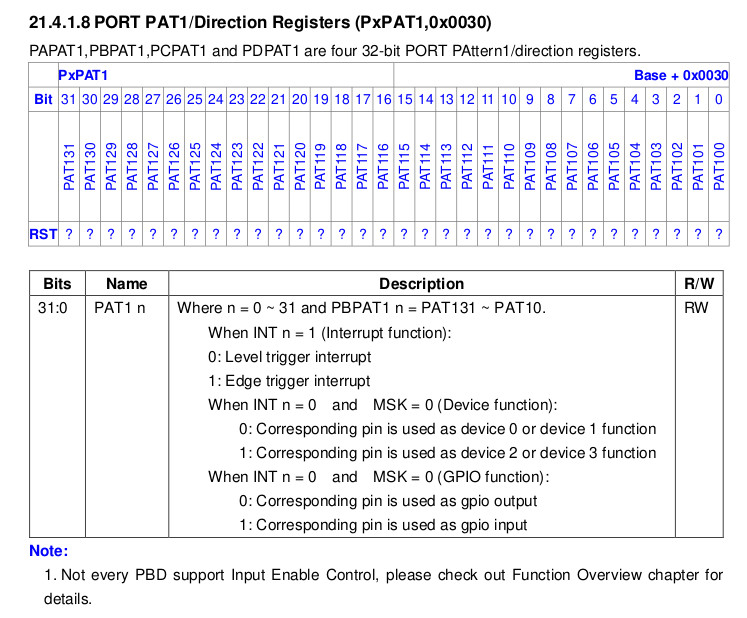 21.4.1.8 PORT PAT1/Direction Registers (PxPAT1,0x0030)
PAPAT1,PBPAT1,PCPAT1 and PDPAT1 are four 32-bit PORT PAttern1/direction registers.
PxPAT1 Base + 0x0030
Bit 31 30 29 28 27 26 25 24 23 22 21 20 19 18 17 16 15 14 13 12 11 10 9 8 7 6 5 4 3 2 1 0
PAT131 PAT130 PAT129 PAT128 PAT127 PAT126 PAT125 PAT124 PAT123 PAT122 PAT121 PAT120 PAT119 PAT118 PAT117 PAT116 PAT115 PAT114 PAT113 PAT112 PAT111 PAT110 PAT109 PAT108 PAT107 PAT106 PAT105 PAT104 PAT103 PAT102 PAT101 PAT100
RST ? ? ? ? ? ? ? ? ? ? ? ? ? ? ? ? ? ? ? ? ? ? ? ? ? ? ? ? ? ? ? ?
Bits Name Description R/W
31:0 PAT1 n Where n = 0 ~ 31 and PBPAT1 n = PAT131 ~ PAT10. RW
When INT n = 1 (Interrupt function):
0: Level trigger interrupt
1: Edge trigger interrupt
When INT n = 0 and MSK = 0 (Device function):
0: Corresponding pin is used as device 0 or device 1 function
1: Corresponding pin is used as device 2 or device 3 function
When INT n = 0 and MSK = 0 (GPIO function):
0: Corresponding pin is used as gpio output
1: Corresponding pin is used as gpio input
Note:
1. Not every PBD support Input Enable Control, please check out Function Overview chapter for
details.